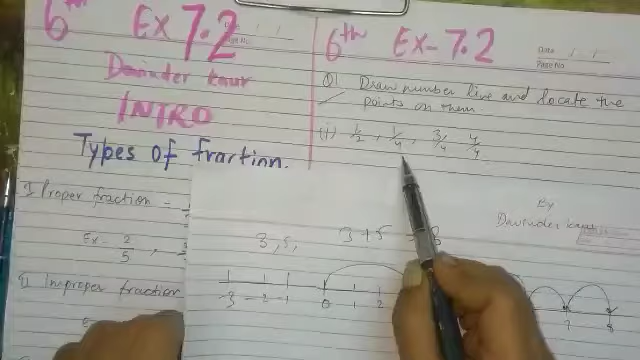 6th Ex 7.2
Davinder Kaur
INTRO
Types of fraction.
1) Proper fraction =
Ex- 2/5 ,
1) Improper fraction
6th Ex-7.2
Date
Page No.
Q1 Draw number line and locate the
points on them
(i) 1/2 , 1/4 , 3/4 4/4
By
Davinder Kaur
3, 5, 3+5 = 8
-3 -2 -1 0 1 2 7 8